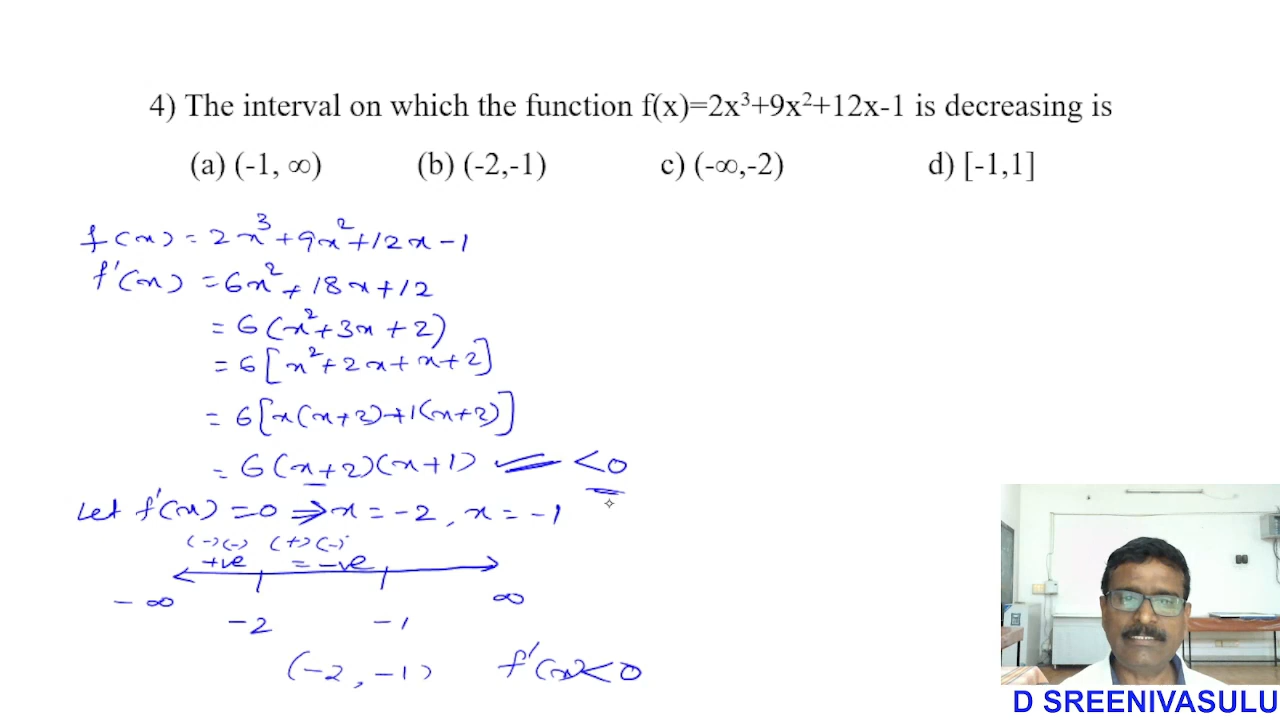 4) The interval on which the function f(x)=2x³+9x²+12x-1 is decreasing is
(a) (-1, ∞) (b) (-2,-1) c) (-∞,-2) d) [-1,1]
f(x) = 2x³+9x²+12x-1
f'(x) = 6x²+18x+12
= 6(x²+3x+2)
= 6[x²+2x+x+2]
= 6[x(x+2)+1(x+2)]
= 6(x+2)(x+1) <0
Let f'(x)=0 ⇒ x=-2, x=-1
(-)(-) (+)(-)
+ve = -ve
-∞ -2 -1 ∞
(-2,-1) f'(x)<0
D SREENIVASULU